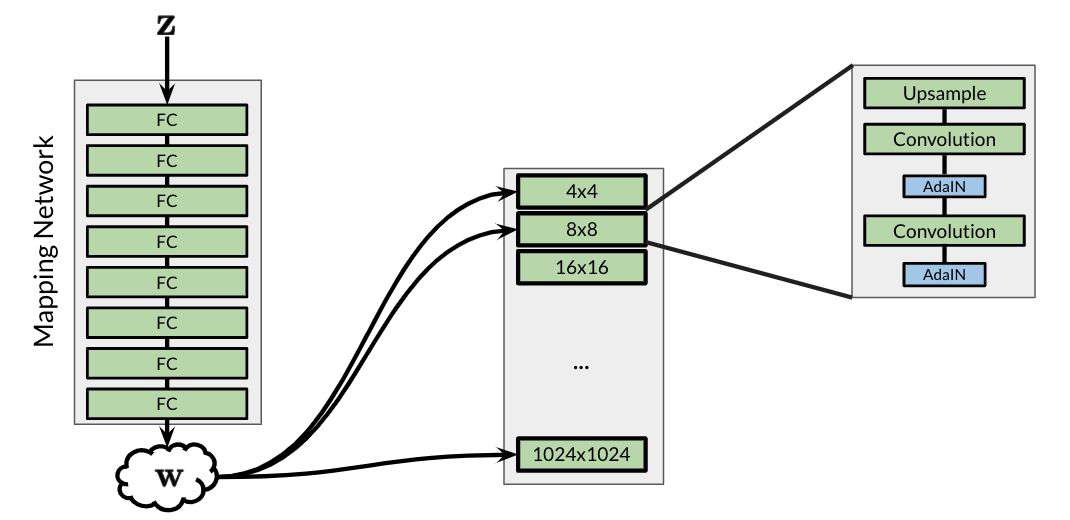 z
Mapping Network
FC
FC
FC
FC
FC
FC
FC
FC
w
4x4
8x8
16x16
...
1024x1024
Upsample
Convolution
AdaIN
Convolution
AdaIN